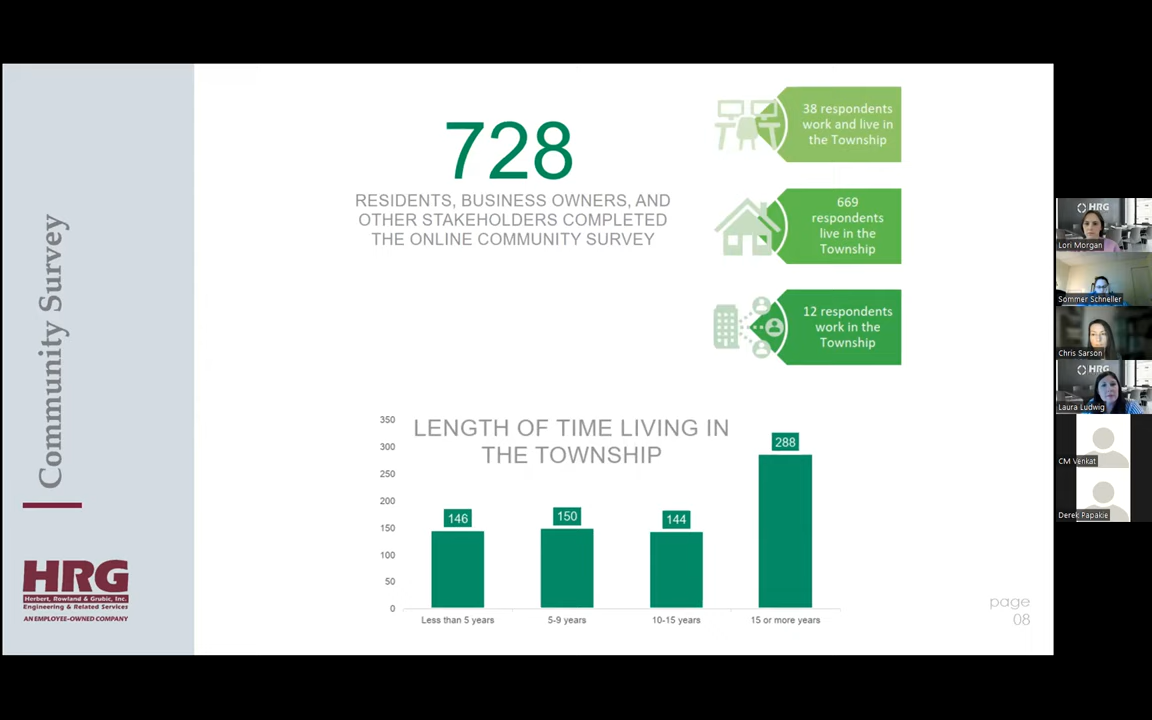 Community Survey
HRG
Herbert, Rowland & Grubic, Inc.
Engineering & Related Services
AN EMPLOYEE-OWNED COMPANY
728
RESIDENTS, BUSINESS OWNERS, AND
OTHER STAKEHOLDERS COMPLETED
THE ONLINE COMMUNITY SURVEY
38 respondents
work and live in
the Township
669
respondents
live in the
Township
12 respondents
work in the
Township
LENGTH OF TIME LIVING IN
THE TOWNSHIP
350
300
250
200
150
100
50
0
146
150
144
288
Less than 5 years
5-9 years
10-15 years
15 or more years
page
08
HRG
Lori Morgan
Sommer Schneller
Chris Sarson
HRG
Laura Ludwig
CM Venkat
Derek Papakie